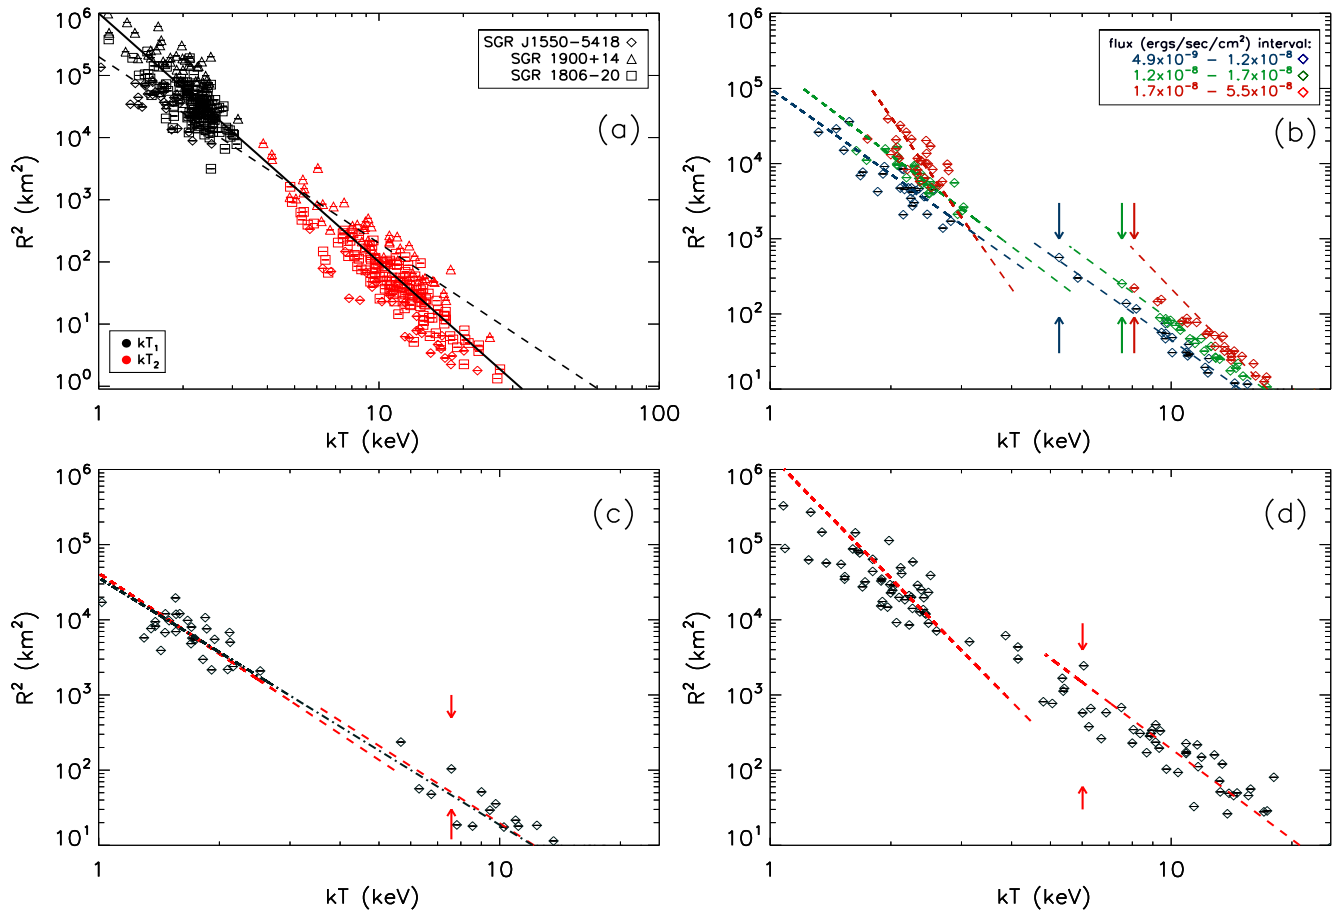 10⁶
10⁵
10⁴
10³
10²
10¹
10⁰
R² (km²)
SGR J1550−5418
SGR 1900+14
SGR 1806−20
(a)
kT₁
kT₂
1
10
100
kT (keV)
10⁶
10⁵
10⁴
10³
10²
10¹
R² (km²)
flux (ergs/sec/cm²) interval:
4.9x10⁻⁹ − 1.2x10⁻⁸
1.2x10⁻⁸ − 1.7x10⁻⁸
1.7x10⁻⁸ − 5.5x10⁻⁸
(b)
1
10
kT (keV)
10⁶
10⁵
10⁴
10³
10²
10¹
R² (km²)
(c)
1
10
kT (keV)
10⁶
10⁵
10⁴
10³
10²
10¹
R² (km²)
(d)
1
10
kT (keV)